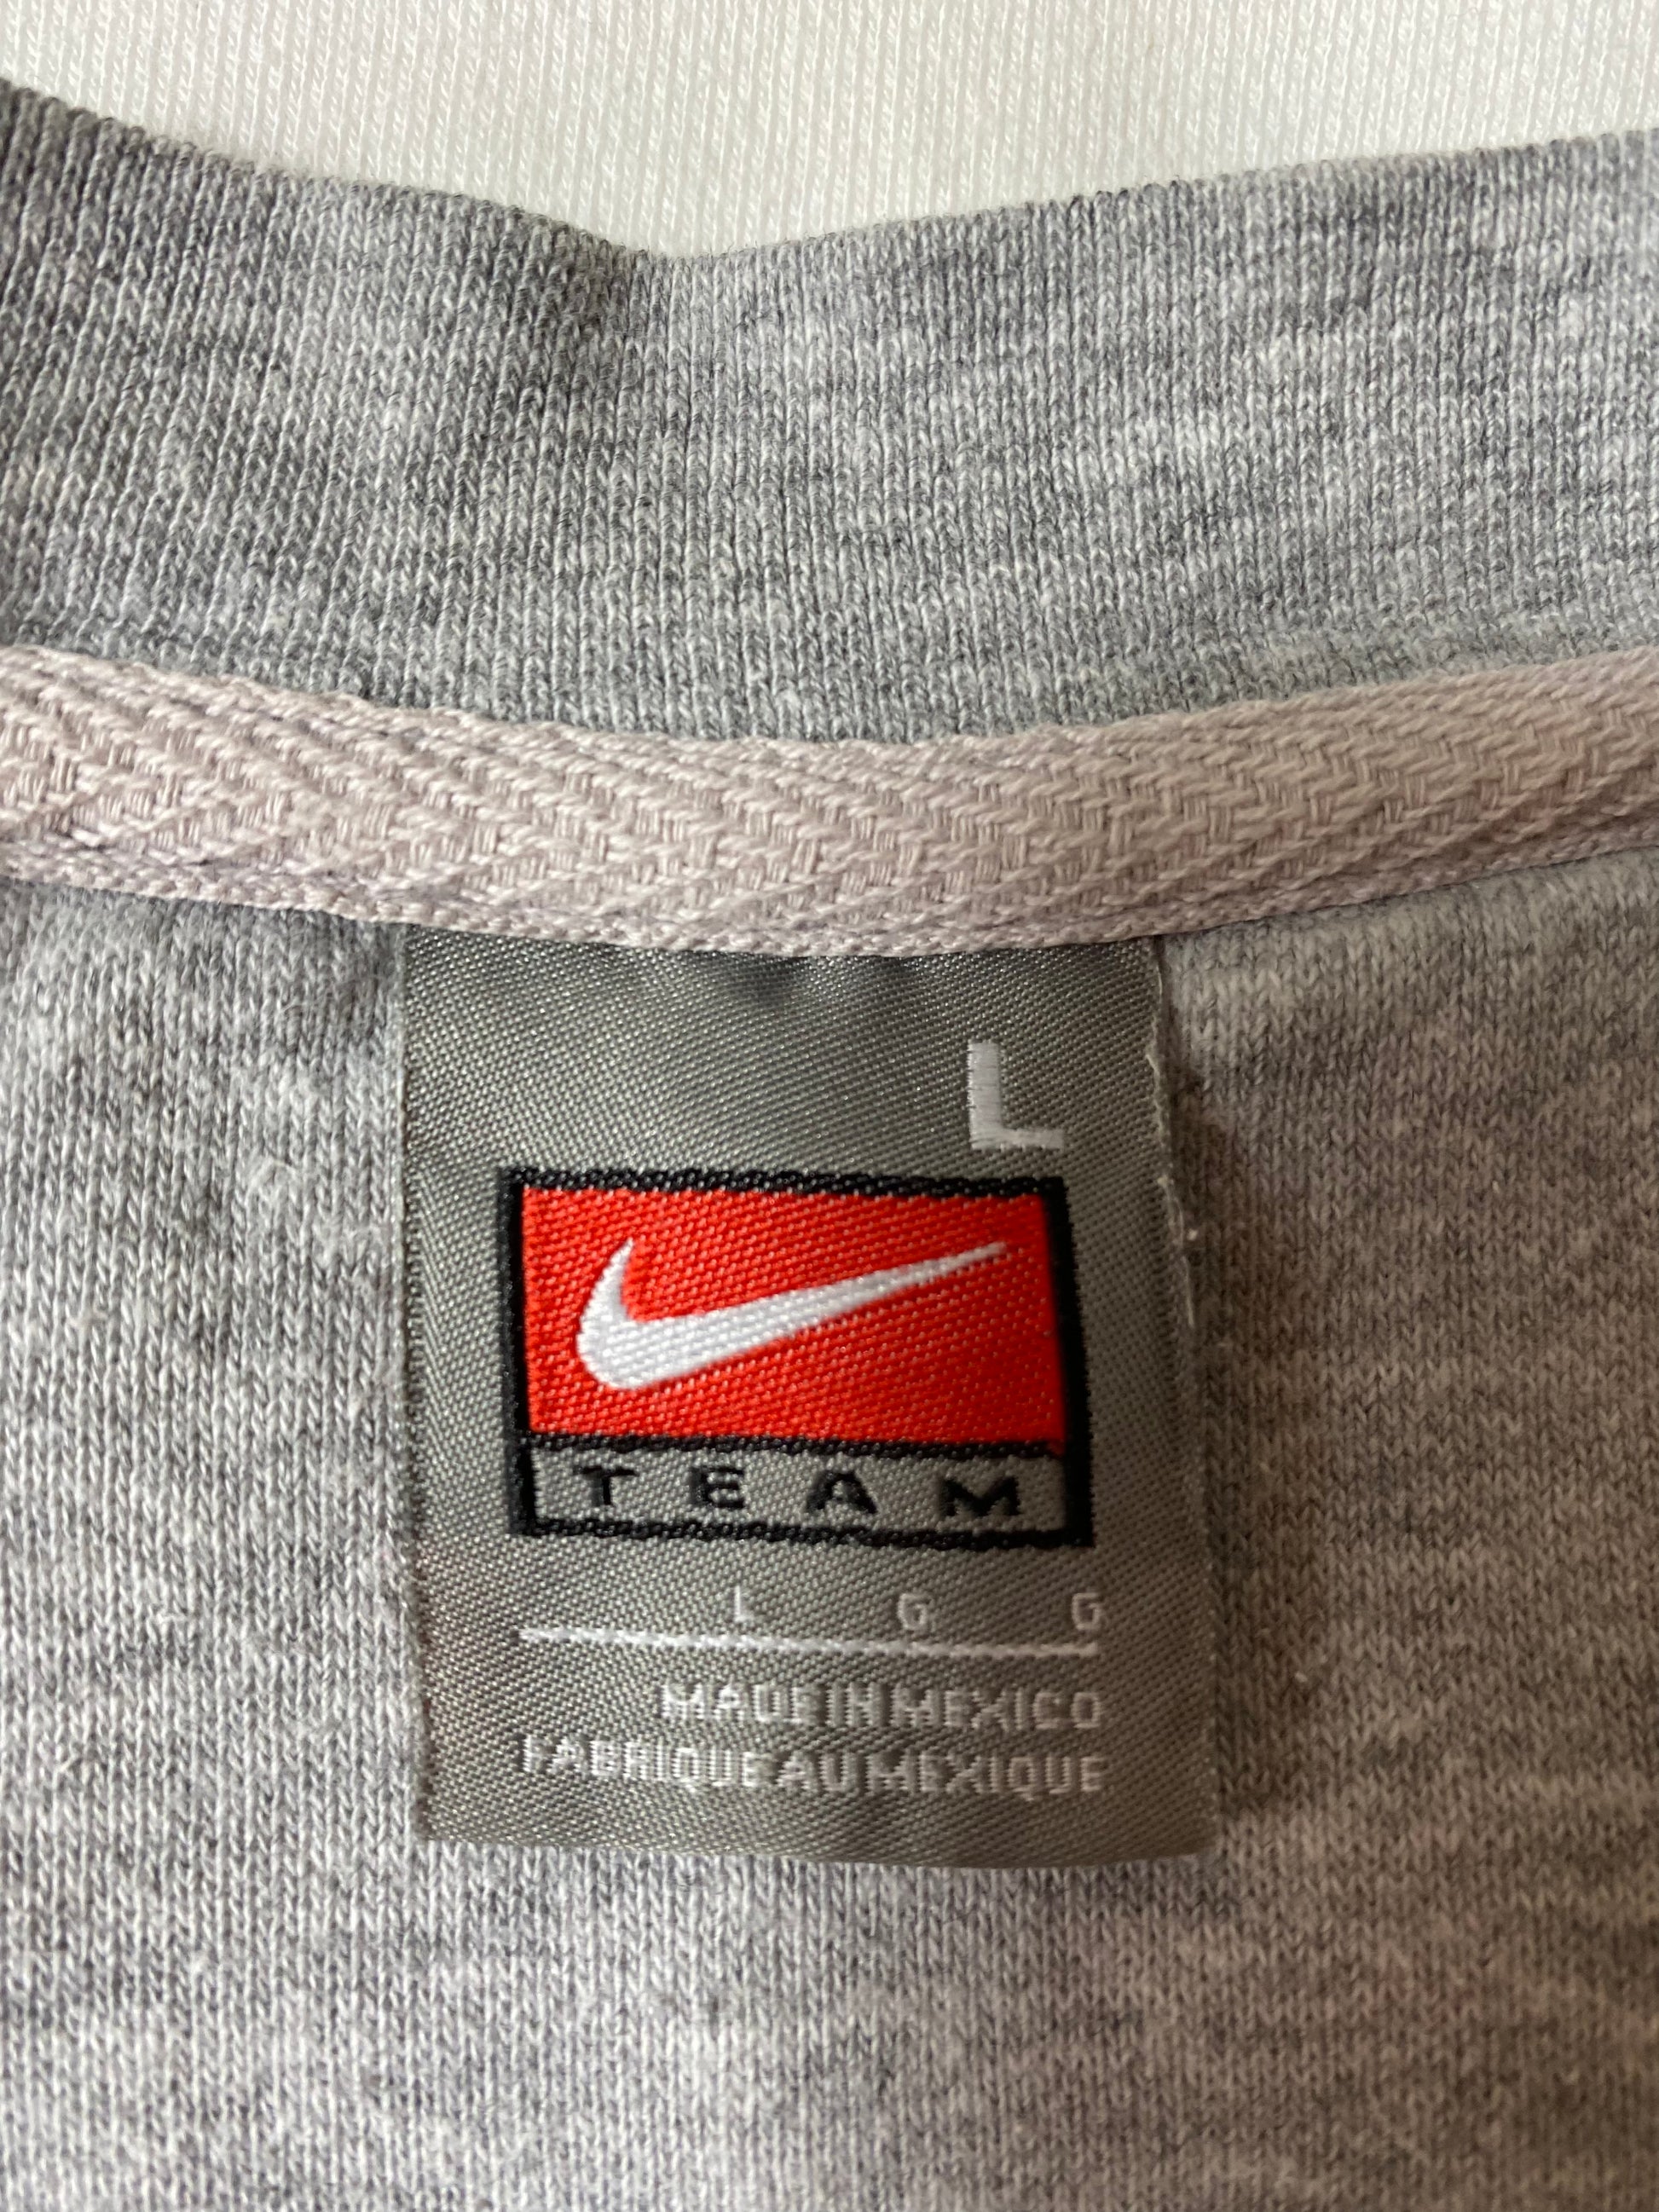 L
TEAM
L G G
MADE IN MEXICO
FABRIQUE AU MEXIQUE